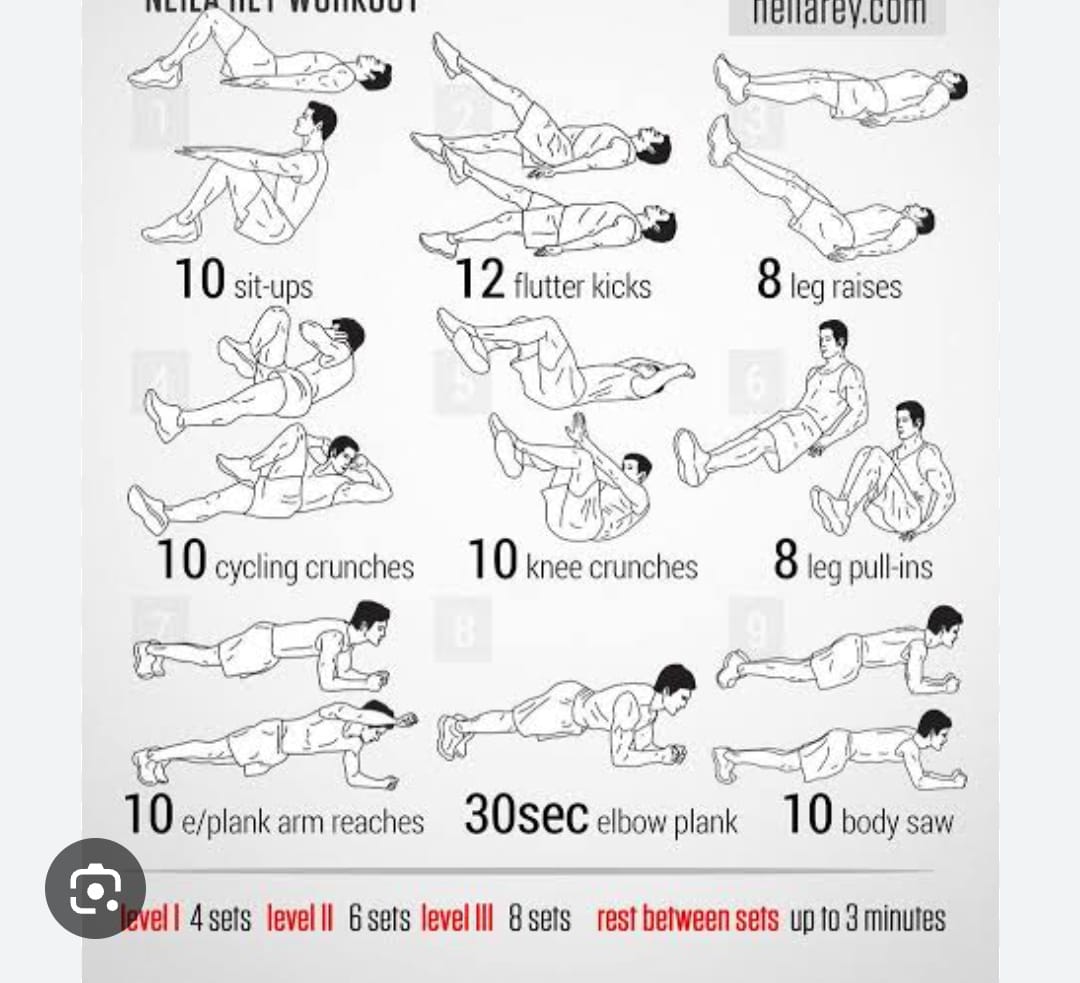 NEILA REY WORKOUT
neilarey.com
1 2 3
10 sit-ups 12 flutter kicks 8 leg raises
4 5 6
10 cycling crunches 10 knee crunches 8 leg pull-ins
7 8 9
10 e/plank arm reaches 30sec elbow plank 10 body saw
level I 4 sets level II 6 sets level III 8 sets rest between sets up to 3 minutes